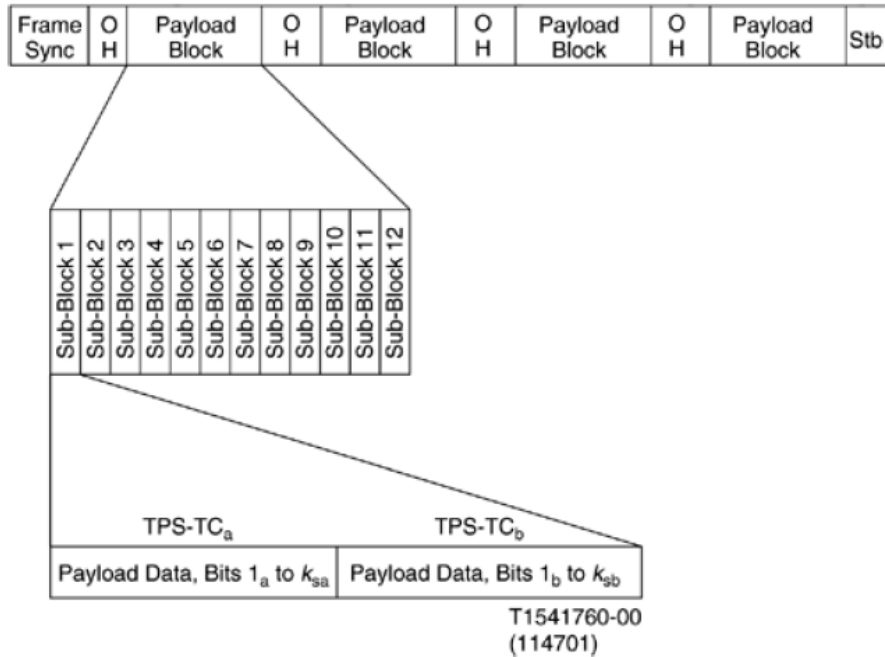 Frame Sync
O H
Payload Block
O H
Payload Block
O H
Payload Block
O H
Payload Block
Stb
Sub-Block 1
Sub-Block 2
Sub-Block 3
Sub-Block 4
Sub-Block 5
Sub-Block 6
Sub-Block 7
Sub-Block 8
Sub-Block 9
Sub-Block 10
Sub-Block 11
Sub-Block 12
TPS-TCa
TPS-TCb
Payload Data, Bits 1a to ksa
Payload Data, Bits 1b to ksb
T1541760-00
(114701)